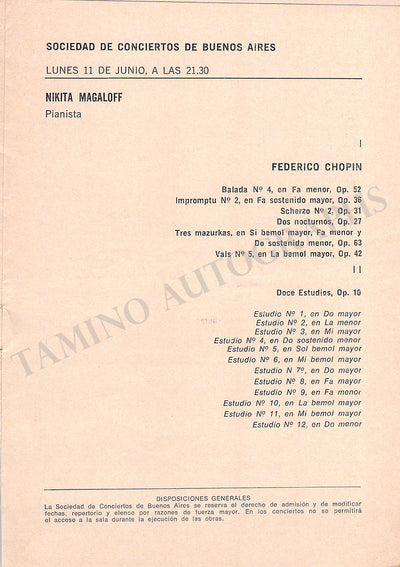 SOCIEDAD DE CONCIERTOS DE BUENOS AIRES
LUNES 11 DE JUNIO, A LAS 21.30
NIKITA MAGALOFF
Pianista
I
FEDERICO CHOPIN
Balada Nº 4, en Fa menor, Op. 52
Impromptu Nº 2, en Fa sostenido mayor, Op. 36
Scherzo Nº 2, Op. 31
Dos nocturnos, Op. 27
Tres mazurkas, en Si bemol mayor, Fa menor y
Do sostenido menor, Op. 63
Vals Nº 5, en La bemol mayor, Op. 42
II
Doce Estudios, Op. 10
Estudio Nº 1, en Do mayor
Estudio Nº 2, en La menor
Estudio Nº 3, en Mi mayor
Estudio Nº 4, en Do sostenido menor
Estudio Nº 5, en Sol bemol mayor
Estudio Nº 6, en Mi bemol mayor
Estudio N 7º, en Do mayor
Estudio Nº 8, en Fa mayor
Estudio Nº 9, en Fa menor
Estudio Nº 10, en La bemol mayor
Estudio Nº 11, en Mi bemol mayor
Estudio Nº 12, en Do menor
TAMINO AUTOGRAPHS
DISPOSICIONES GENERALES
La Sociedad de Conciertos de Buenos Aires se reserva el derecho de admisión y de modificar
fechas, repertorio y elenco por razones de fuerza mayor. En los conciertos no se permitirá
el acceso a la sala durante la ejecución de las obras.